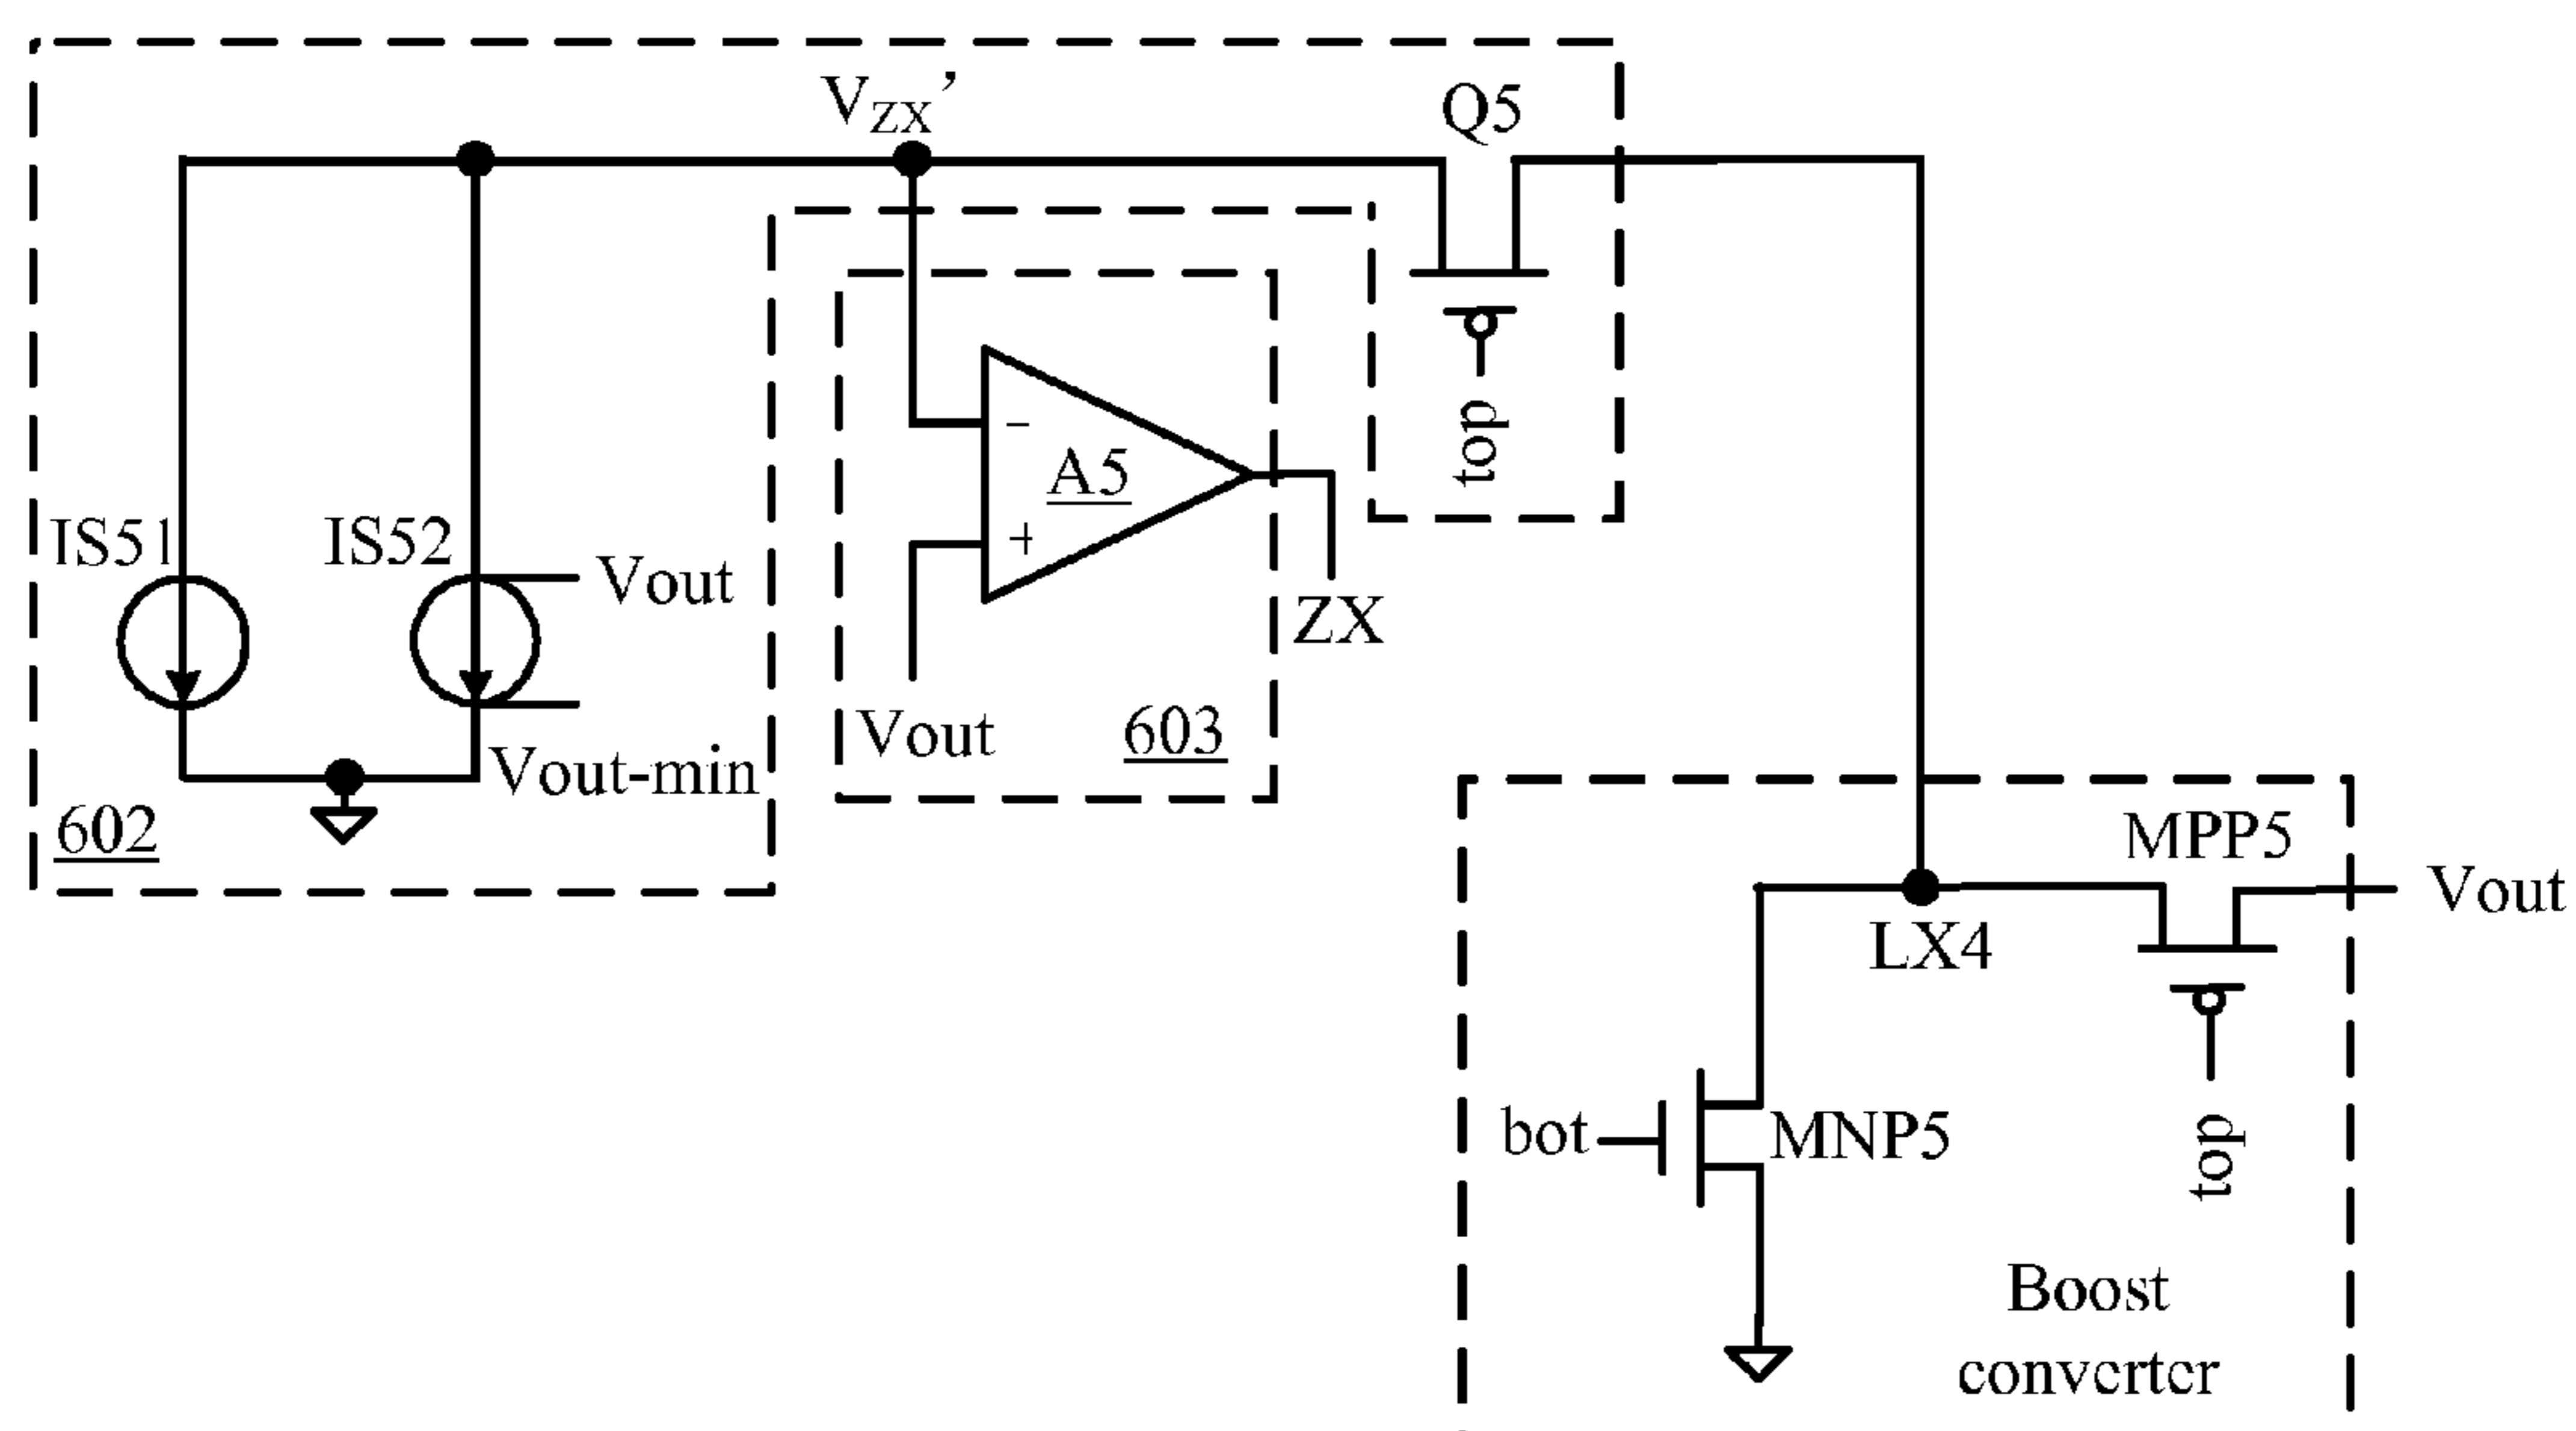 V_ZX’
Q5
top
A5
-
+
ZX
Vout
603
IS51
IS52
Vout
Vout-min
602
MPP5
Vout
LX4
top
bot
MNP5
Boost
converter